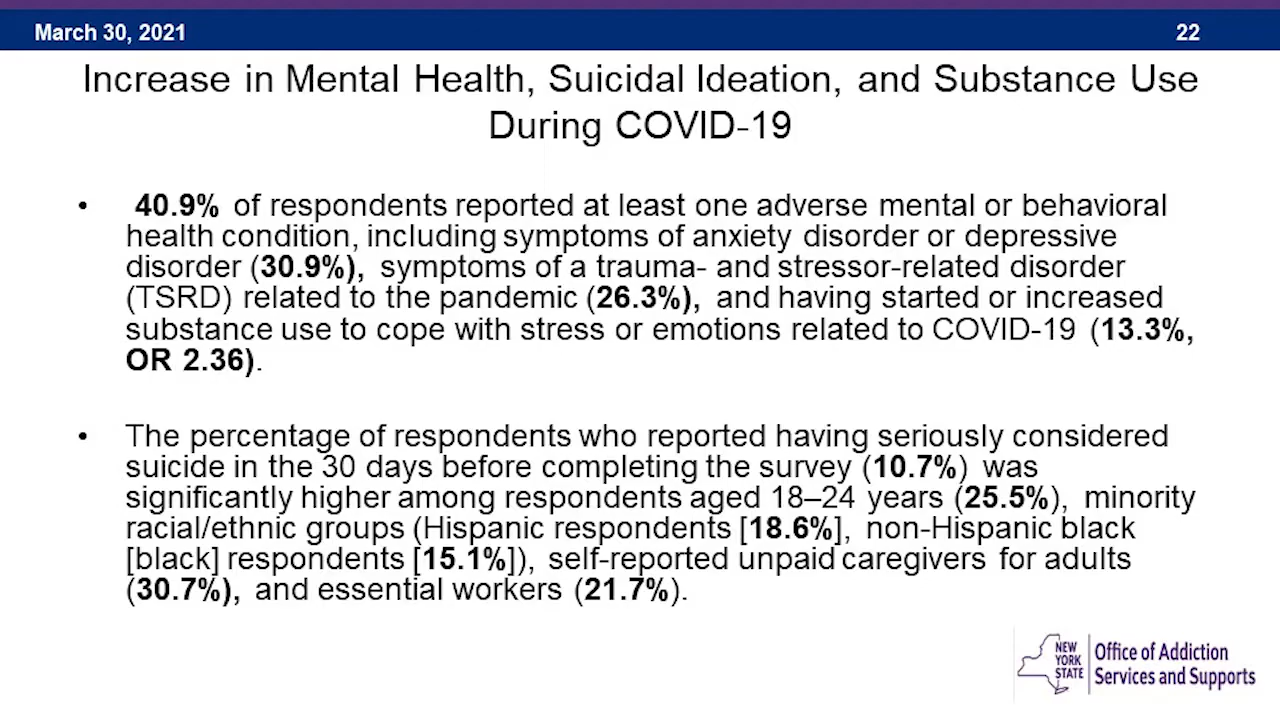 March 30, 2021
22
Increase in Mental Health, Suicidal Ideation, and Substance Use
During COVID-19
• 40.9% of respondents reported at least one adverse mental or behavioral
health condition, including symptoms of anxiety disorder or depressive
disorder (30.9%), symptoms of a trauma- and stressor-related disorder
(TSRD) related to the pandemic (26.3%), and having started or increased
substance use to cope with stress or emotions related to COVID-19 (13.3%,
OR 2.36).
• The percentage of respondents who reported having seriously considered
suicide in the 30 days before completing the survey (10.7%) was
significantly higher among respondents aged 18–24 years (25.5%), minority
racial/ethnic groups (Hispanic respondents [18.6%], non-Hispanic black
[black] respondents [15.1%]), self-reported unpaid caregivers for adults
(30.7%), and essential workers (21.7%).
NEW
YORK
STATE
Office of Addiction
Services and Supports